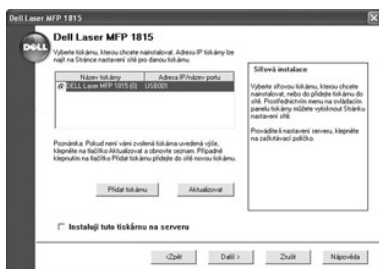 Dell Laser MFP 1815
DELL
Dell Laser MFP 1815
Vyberte tiskárnu, kterou chcete nainstalovat. Adresu IP tiskárny lze
najít na Stránce nastavení sítě pro danou tiskárnu.
Název tiskárny
Adresa IP/název portu
DELL Laser MFP 1815 (0)
USB001
Poznámka: Pokud není vámi zvolená tiskárna uvedená výše,
klepněte na tlačítko Aktualizovat a obnovte seznam. Případně
klepnutím na tlačítko Přidat tiskárnu přidejte do sítě novou tiskárnu.
Přidat tiskárnu
Aktualizovat
Síťová instalace
Vyberte síťovou tiskárnu, kterou chcete
nainstalovat, nebo do přidejte tiskárnu do
sítě. Prostřednictvím menu na ovládacím
panelu tiskárny můžete vytisknout Stránku
nastavení sítě.
Provádíte-li nastavení serveru, klepněte
na zaškrtávací políčko.
Instaluji tuto tiskárnu na serveru
<Zpět
Další >
Zrušit
Nápověda